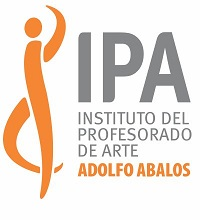 IPA
INSTITUTO DEL
PROFESORADO
DE ARTE
ADOLFO ABALOS